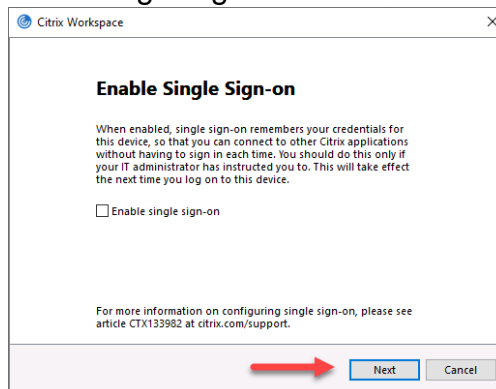 Citrix Workspace
Enable Single Sign-on
When enabled, single sign-on remembers your credentials for
this device, so that you can connect to other Citrix applications
without having to sign in each time. You should do this only if
your IT administrator has instructed you to. This will take effect
the next time you log on to this device.
Enable single sign-on
For more information on configuring single sign-on, please see
article CTX133982 at citrix.com/support.
Next Cancel